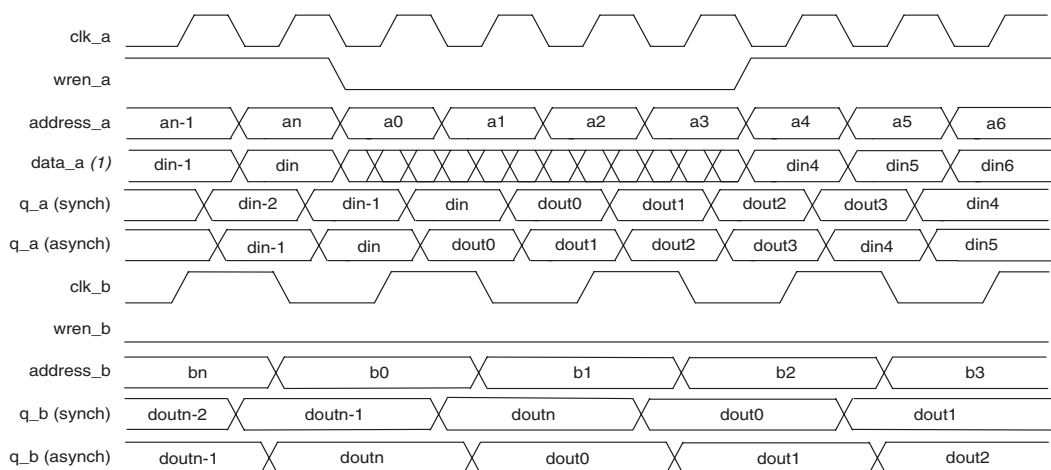 clk_a
wren_a
address_a an-1 an a0 a1 a2 a3 a4 a5 a6
data_a (1) din-1 din din4 din5 din6
q_a (synch) din-2 din-1 din dout0 dout1 dout2 dout3 din4
q_a (asynch) din-1 din dout0 dout1 dout2 dout3 din4 din5
clk_b
wren_b
address_b bn b0 b1 b2 b3
q_b (synch) doutn-2 doutn-1 doutn dout0 dout1
q_b (asynch) doutn-1 doutn dout0 dout1 dout2